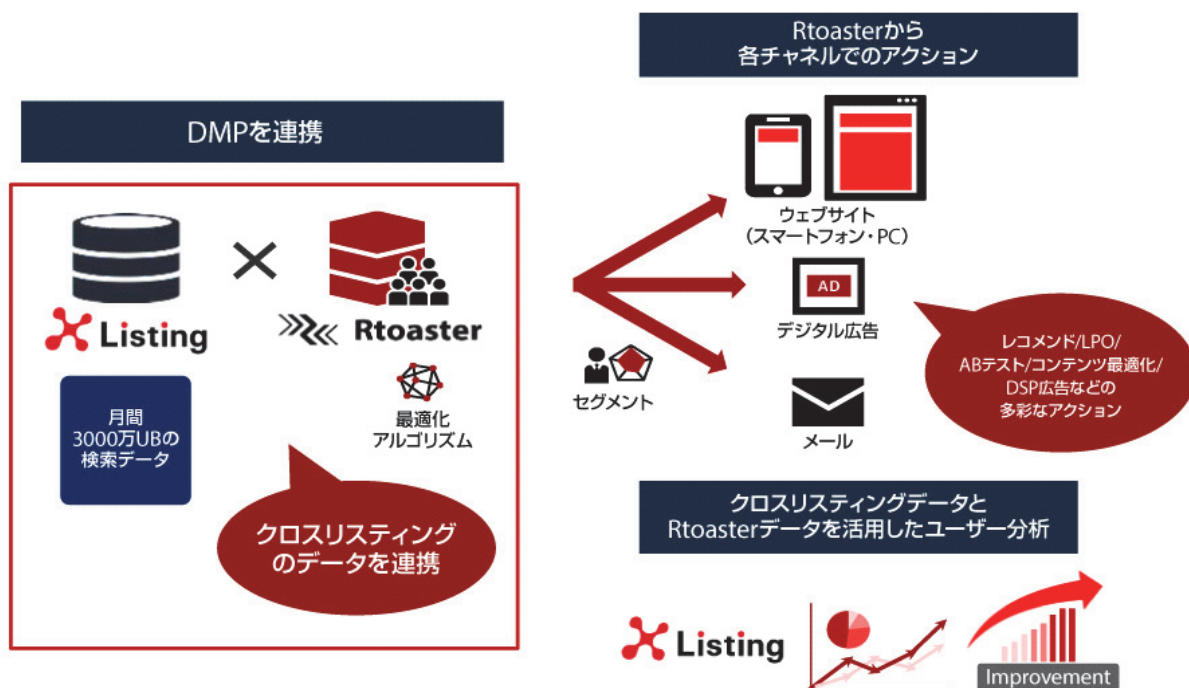 DMPを連携
Listing
Rtoaster
月間
3000万UBの
検索データ
最適化
アルゴリズム
クロスリスティング
のデータを連携
セグメント
Rtoasterから
各チャネルでのアクション
ウェブサイト
（スマートフォン・PC）
AD
デジタル広告
メール
レコメンド/LPO/
ABテスト/コンテンツ最適化/
DSP広告などの
多彩なアクション
クロスリスティングデータと
Rtoasterデータを活用したユーザー分析
Listing
Improvement